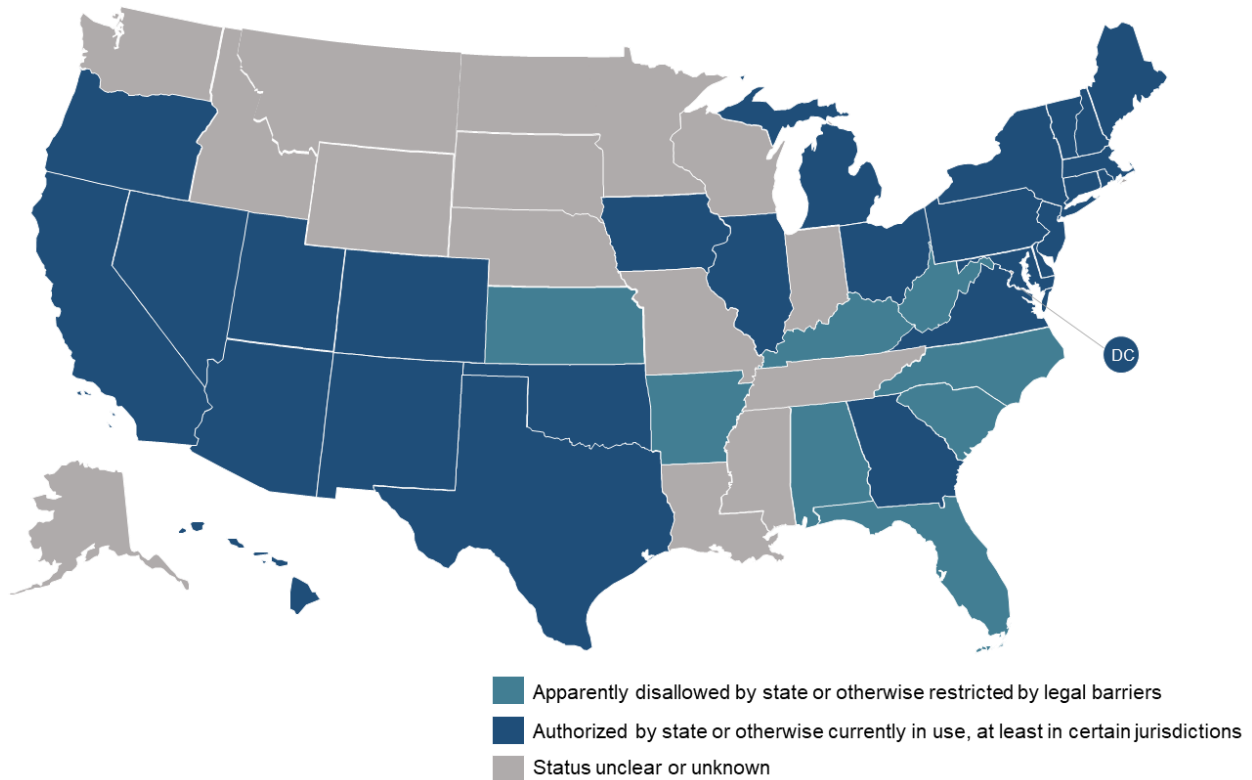 DC
Apparently disallowed by state or otherwise restricted by legal barriers
Authorized by state or otherwise currently in use, at least in certain jurisdictions
Status unclear or unknown